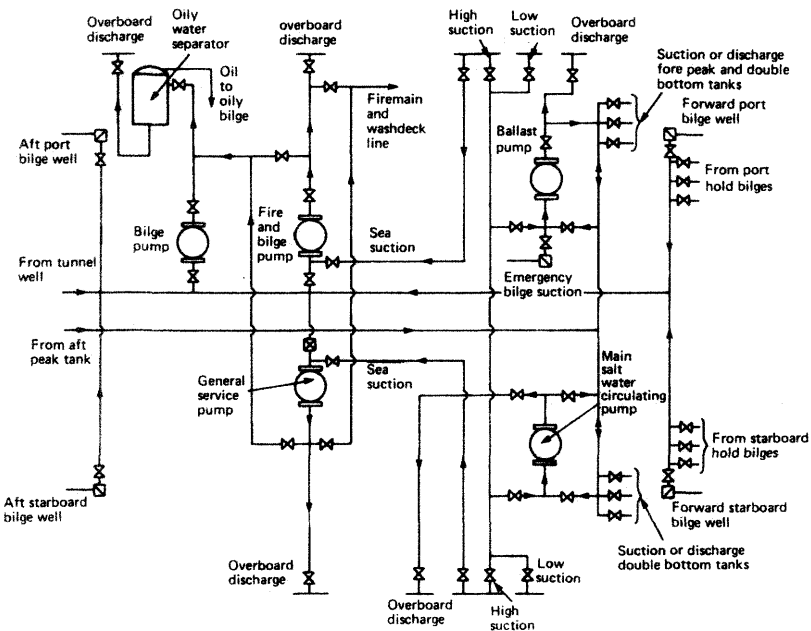 Oily
water
separator
Overboard
discharge
overboard
discharge
High
suction
Low
suction
Overboard
discharge
Suction or discharge
fore peak and double
bottom tanks
Oil
to
oily
bilge
Firemain
and
washdeck
line
Forward port
bilge well
Aft port
bilge well
Ballast
pump
From port
hold bilges
Bilge
pump
Fire
and
bilge
pump
Sea
suction
From tunnel
well
Emergency
bilge suction
From aft
peak tank
General
service
pump
Sea
suction
Main
salt
water
circulating
pump
From starboard
hold bilges
Aft starboard
bilge well
Forward starboard
bilge well
Suction or discharge
double bottom tanks
Overboard
discharge
Low
suction
Overboard
discharge
High
suction